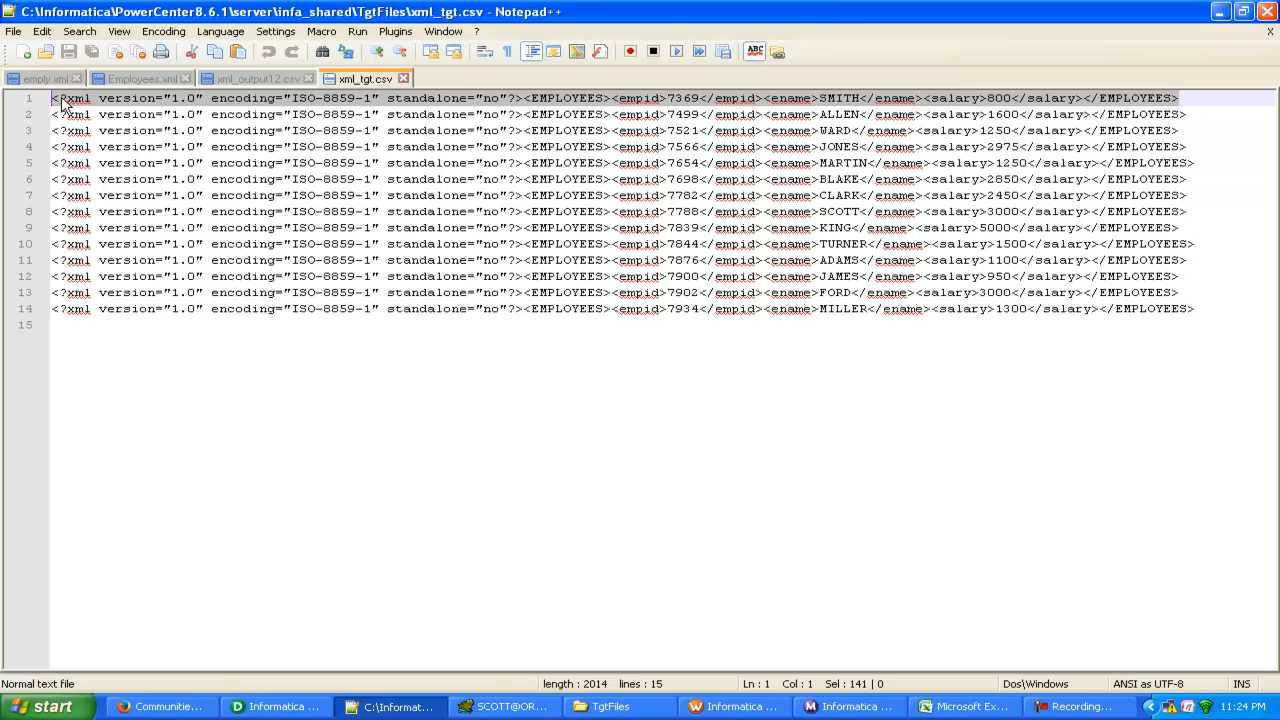 C:\Informatica\PowerCenter8.6.1\server\infa_shared\TgtFiles\xml_tgt.csv - Notepad++
File Edit Search View Encoding Language Settings Macro Run Plugins Window ? X
ABC
emply.xml Employees.xml xml_output12.csv xml_tgt.csv
1 <?xml version="1.0" encoding="ISO-8859-1" standalone="no"?><EMPLOYEES><empid>7369</empid><ename>SMITH</ename><salary>800</salary></EMPLOYEES>
2 <?xml version="1.0" encoding="ISO-8859-1" standalone="no"?><EMPLOYEES><empid>7499</empid><ename>ALLEN</ename><salary>1600</salary></EMPLOYEES>
3 <?xml version="1.0" encoding="ISO-8859-1" standalone="no"?><EMPLOYEES><empid>7521</empid><ename>WARD</ename><salary>1250</salary></EMPLOYEES>
4 <?xml version="1.0" encoding="ISO-8859-1" standalone="no"?><EMPLOYEES><empid>7566</empid><ename>JONES</ename><salary>2975</salary></EMPLOYEES>
5 <?xml version="1.0" encoding="ISO-8859-1" standalone="no"?><EMPLOYEES><empid>7654</empid><ename>MARTIN</ename><salary>1250</salary></EMPLOYEES>
6 <?xml version="1.0" encoding="ISO-8859-1" standalone="no"?><EMPLOYEES><empid>7698</empid><ename>BLAKE</ename><salary>2850</salary></EMPLOYEES>
7 <?xml version="1.0" encoding="ISO-8859-1" standalone="no"?><EMPLOYEES><empid>7782</empid><ename>CLARK</ename><salary>2450</salary></EMPLOYEES>
8 <?xml version="1.0" encoding="ISO-8859-1" standalone="no"?><EMPLOYEES><empid>7788</empid><ename>SCOTT</ename><salary>3000</salary></EMPLOYEES>
9 <?xml version="1.0" encoding="ISO-8859-1" standalone="no"?><EMPLOYEES><empid>7839</empid><ename>KING</ename><salary>5000</salary></EMPLOYEES>
10 <?xml version="1.0" encoding="ISO-8859-1" standalone="no"?><EMPLOYEES><empid>7844</empid><ename>TURNER</ename><salary>1500</salary></EMPLOYEES>
11 <?xml version="1.0" encoding="ISO-8859-1" standalone="no"?><EMPLOYEES><empid>7876</empid><ename>ADAMS</ename><salary>1100</salary></EMPLOYEES>
12 <?xml version="1.0" encoding="ISO-8859-1" standalone="no"?><EMPLOYEES><empid>7900</empid><ename>JAMES</ename><salary>950</salary></EMPLOYEES>
13 <?xml version="1.0" encoding="ISO-8859-1" standalone="no"?><EMPLOYEES><empid>7902</empid><ename>FORD</ename><salary>3000</salary></EMPLOYEES>
14 <?xml version="1.0" encoding="ISO-8859-1" standalone="no"?><EMPLOYEES><empid>7934</empid><ename>MILLER</ename><salary>1300</salary></EMPLOYEES>
15
Normal text file length : 2014 lines : 15 Ln : 1 Col : 1 Sel : 141 | 0 Dos\Windows ANSI as UTF-8 INS
start Communitie... Informatica ... C:\Informat... SCOTT@OR... TgtFiles Informatica ... Informatica ... Microsoft Ex... Recording... 11:24 PM